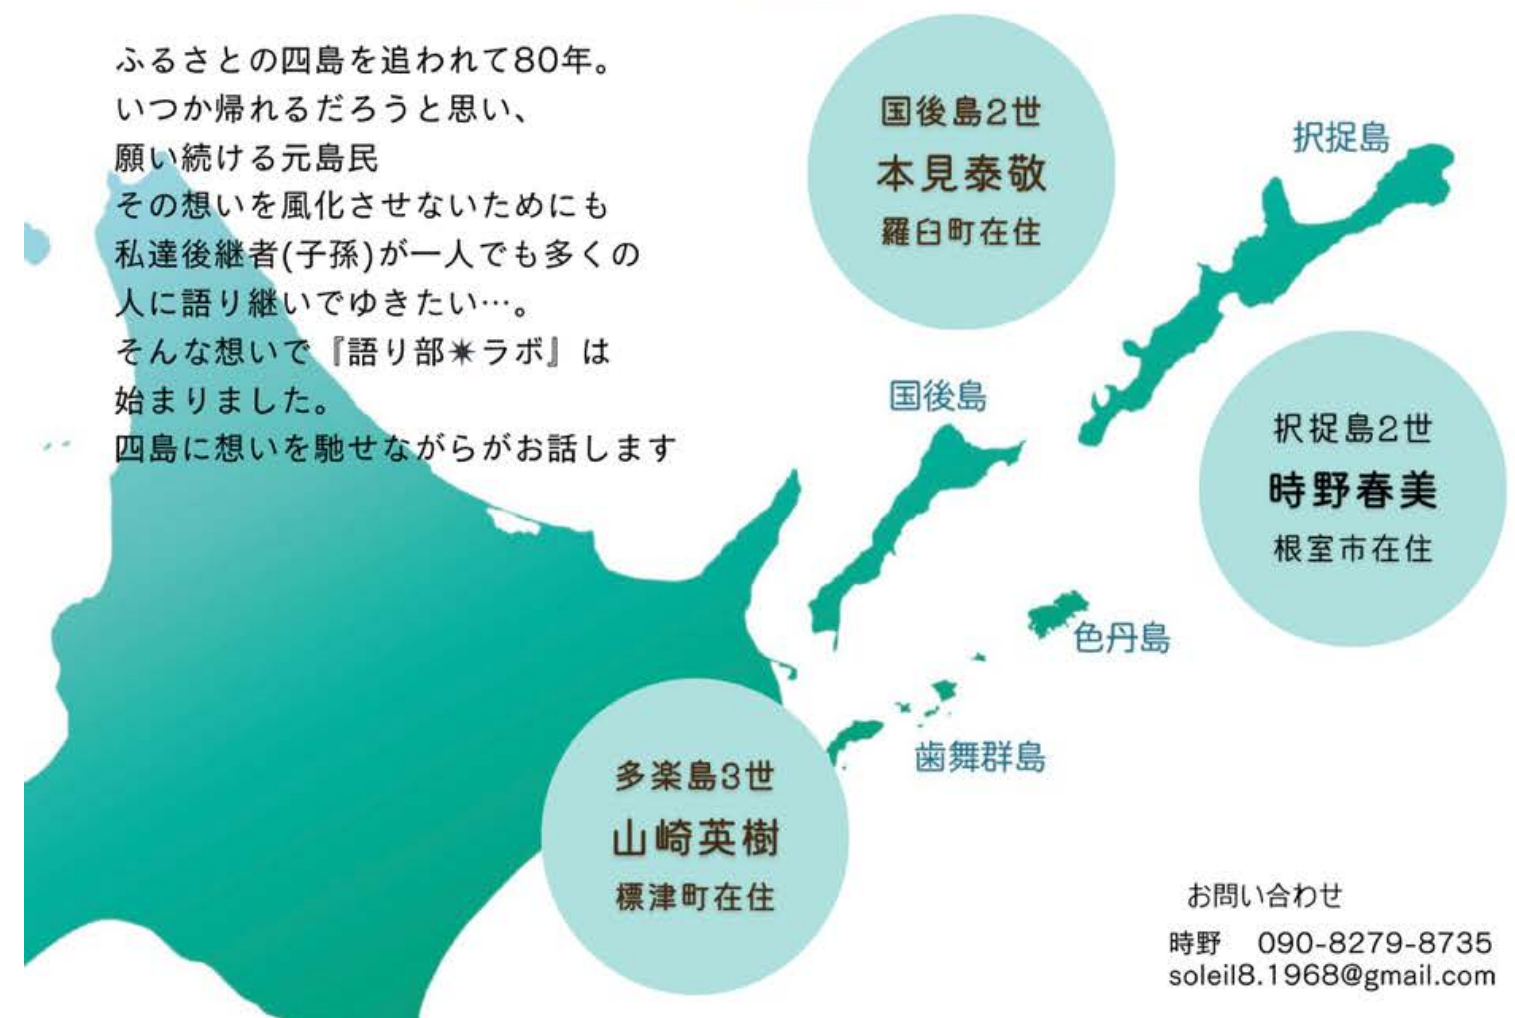 ふるさとの四島を追われて80年。
いつか帰れるだろうと思い、
願い続ける元島民
その想いを風化させないためにも
私達後継者(子孫)が一人でも多くの
人に語り継いでゆきたい…。
そんな想いで『語り部✴ラボ』は
始まりました。
四島に想いを馳せながらがお話します
国後島2世
本見泰敬
羅臼町在住
択捉島
国後島
択捉島2世
時野春美
根室市在住
色丹島
歯舞群島
多楽島3世
山崎英樹
標津町在住
お問い合わせ
時野　090-8279-8735
soleil8.1968@gmail.com